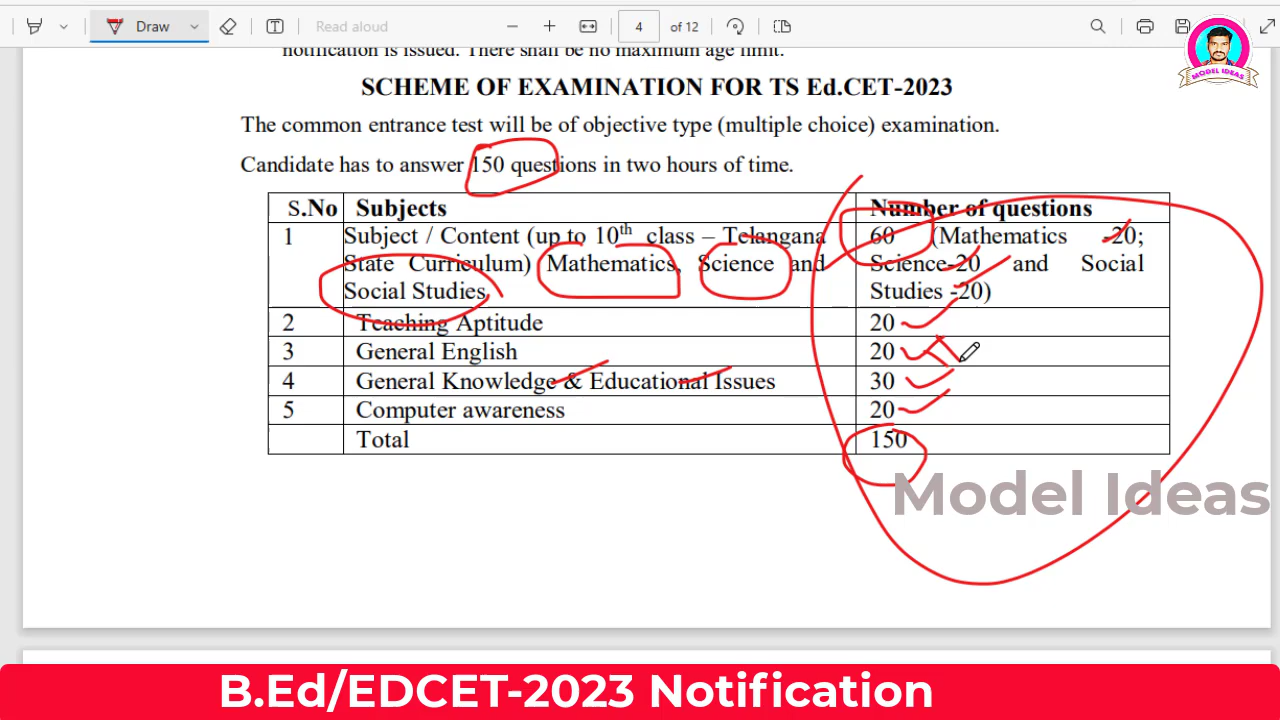 Draw
Read aloud
4 of 12
MODEL IDEAS
notification is issued. There shall be no maximum age limit.
SCHEME OF EXAMINATION FOR TS Ed.CET-2023
The common entrance test will be of objective type (multiple choice) examination.
Candidate has to answer 150 questions in two hours of time.
S.No Subjects Number of questions
1 Subject / Content (up to 10th class – Telangana 60 (Mathematics -20;
State Curriculum) Mathematics, Science and Science-20 and Social
Social Studies Studies -20)
2 Teaching Aptitude 20
3 General English 20
4 General Knowledge & Educational Issues 30
5 Computer awareness 20
Total 150
Model Ideas
B.Ed/EDCET-2023 Notification